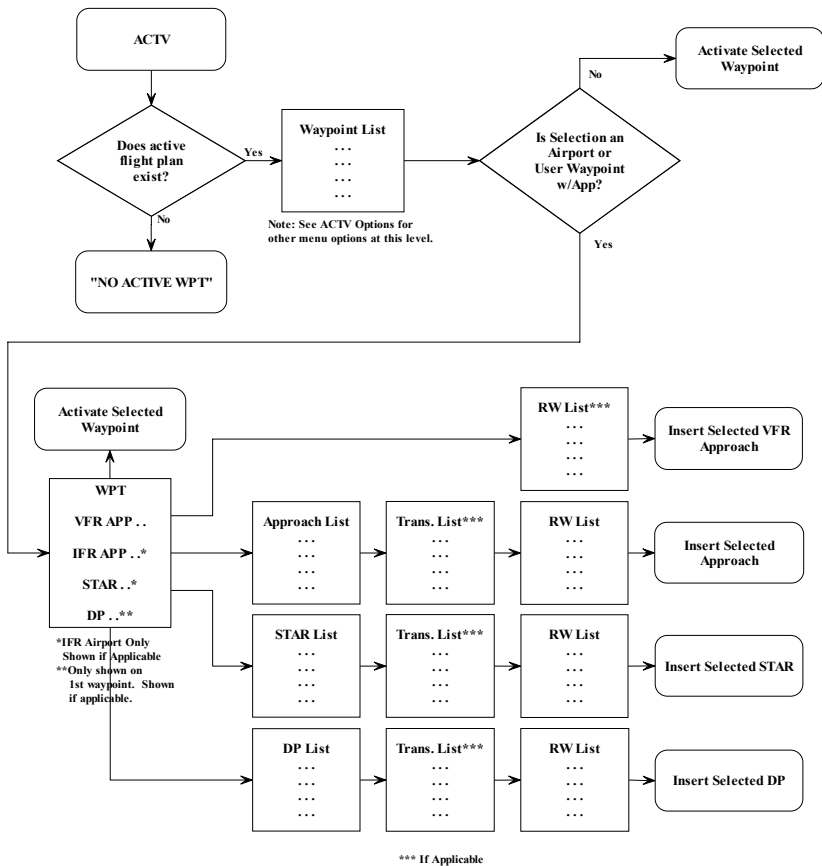 ACTV
Does active
flight plan
exist?
Yes
No
"NO ACTIVE WPT"
Waypoint List
. . .
. . .
. . .
. . .
Note: See ACTV Options for
other menu options at this level.
Is Selection an
Airport or
User Waypoint
w/App?
No
Activate Selected
Waypoint
Yes
Activate Selected
Waypoint
WPT
VFR APP . .
IFR APP . .*
STAR . .*
DP . .**
*IFR Airport Only
Shown if Applicable
**Only shown on
1st waypoint. Shown
if applicable.
RW List***
. . .
. . .
. . .
. . .
Insert Selected VFR
Approach
Approach List
. . .
. . .
. . .
. . .
Trans. List***
. . .
. . .
. . .
. . .
RW List
. . .
. . .
. . .
. . .
Insert Selected
Approach
STAR List
. . .
. . .
. . .
. . .
Trans. List***
. . .
. . .
. . .
. . .
RW List
. . .
. . .
. . .
. . .
Insert Selected STAR
DP List
. . .
. . .
. . .
. . .
Trans. List***
. . .
. . .
. . .
. . .
RW List
. . .
. . .
. . .
. . .
Insert Selected DP
*** If Applicable